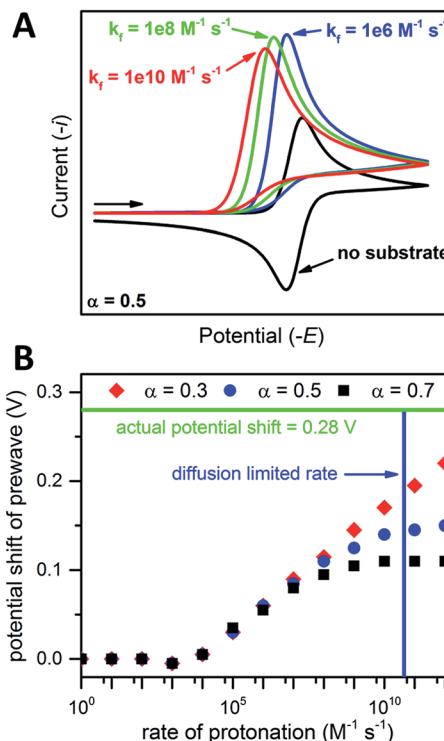 A
k_f = 1e8 M⁻¹ s⁻¹
k_f = 1e6 M⁻¹ s⁻¹
k_f = 1e10 M⁻¹ s⁻¹
Current (-i)
no substrate
α = 0.5
Potential (-E)
B
0.3
α = 0.3 α = 0.5 α = 0.7
actual potential shift = 0.28 V
diffusion limited rate
0.2
0.1
0.0
potential shift of prewave (V)
10⁰ 10⁵ 10¹⁰
rate of protonation (M⁻¹ s⁻¹)